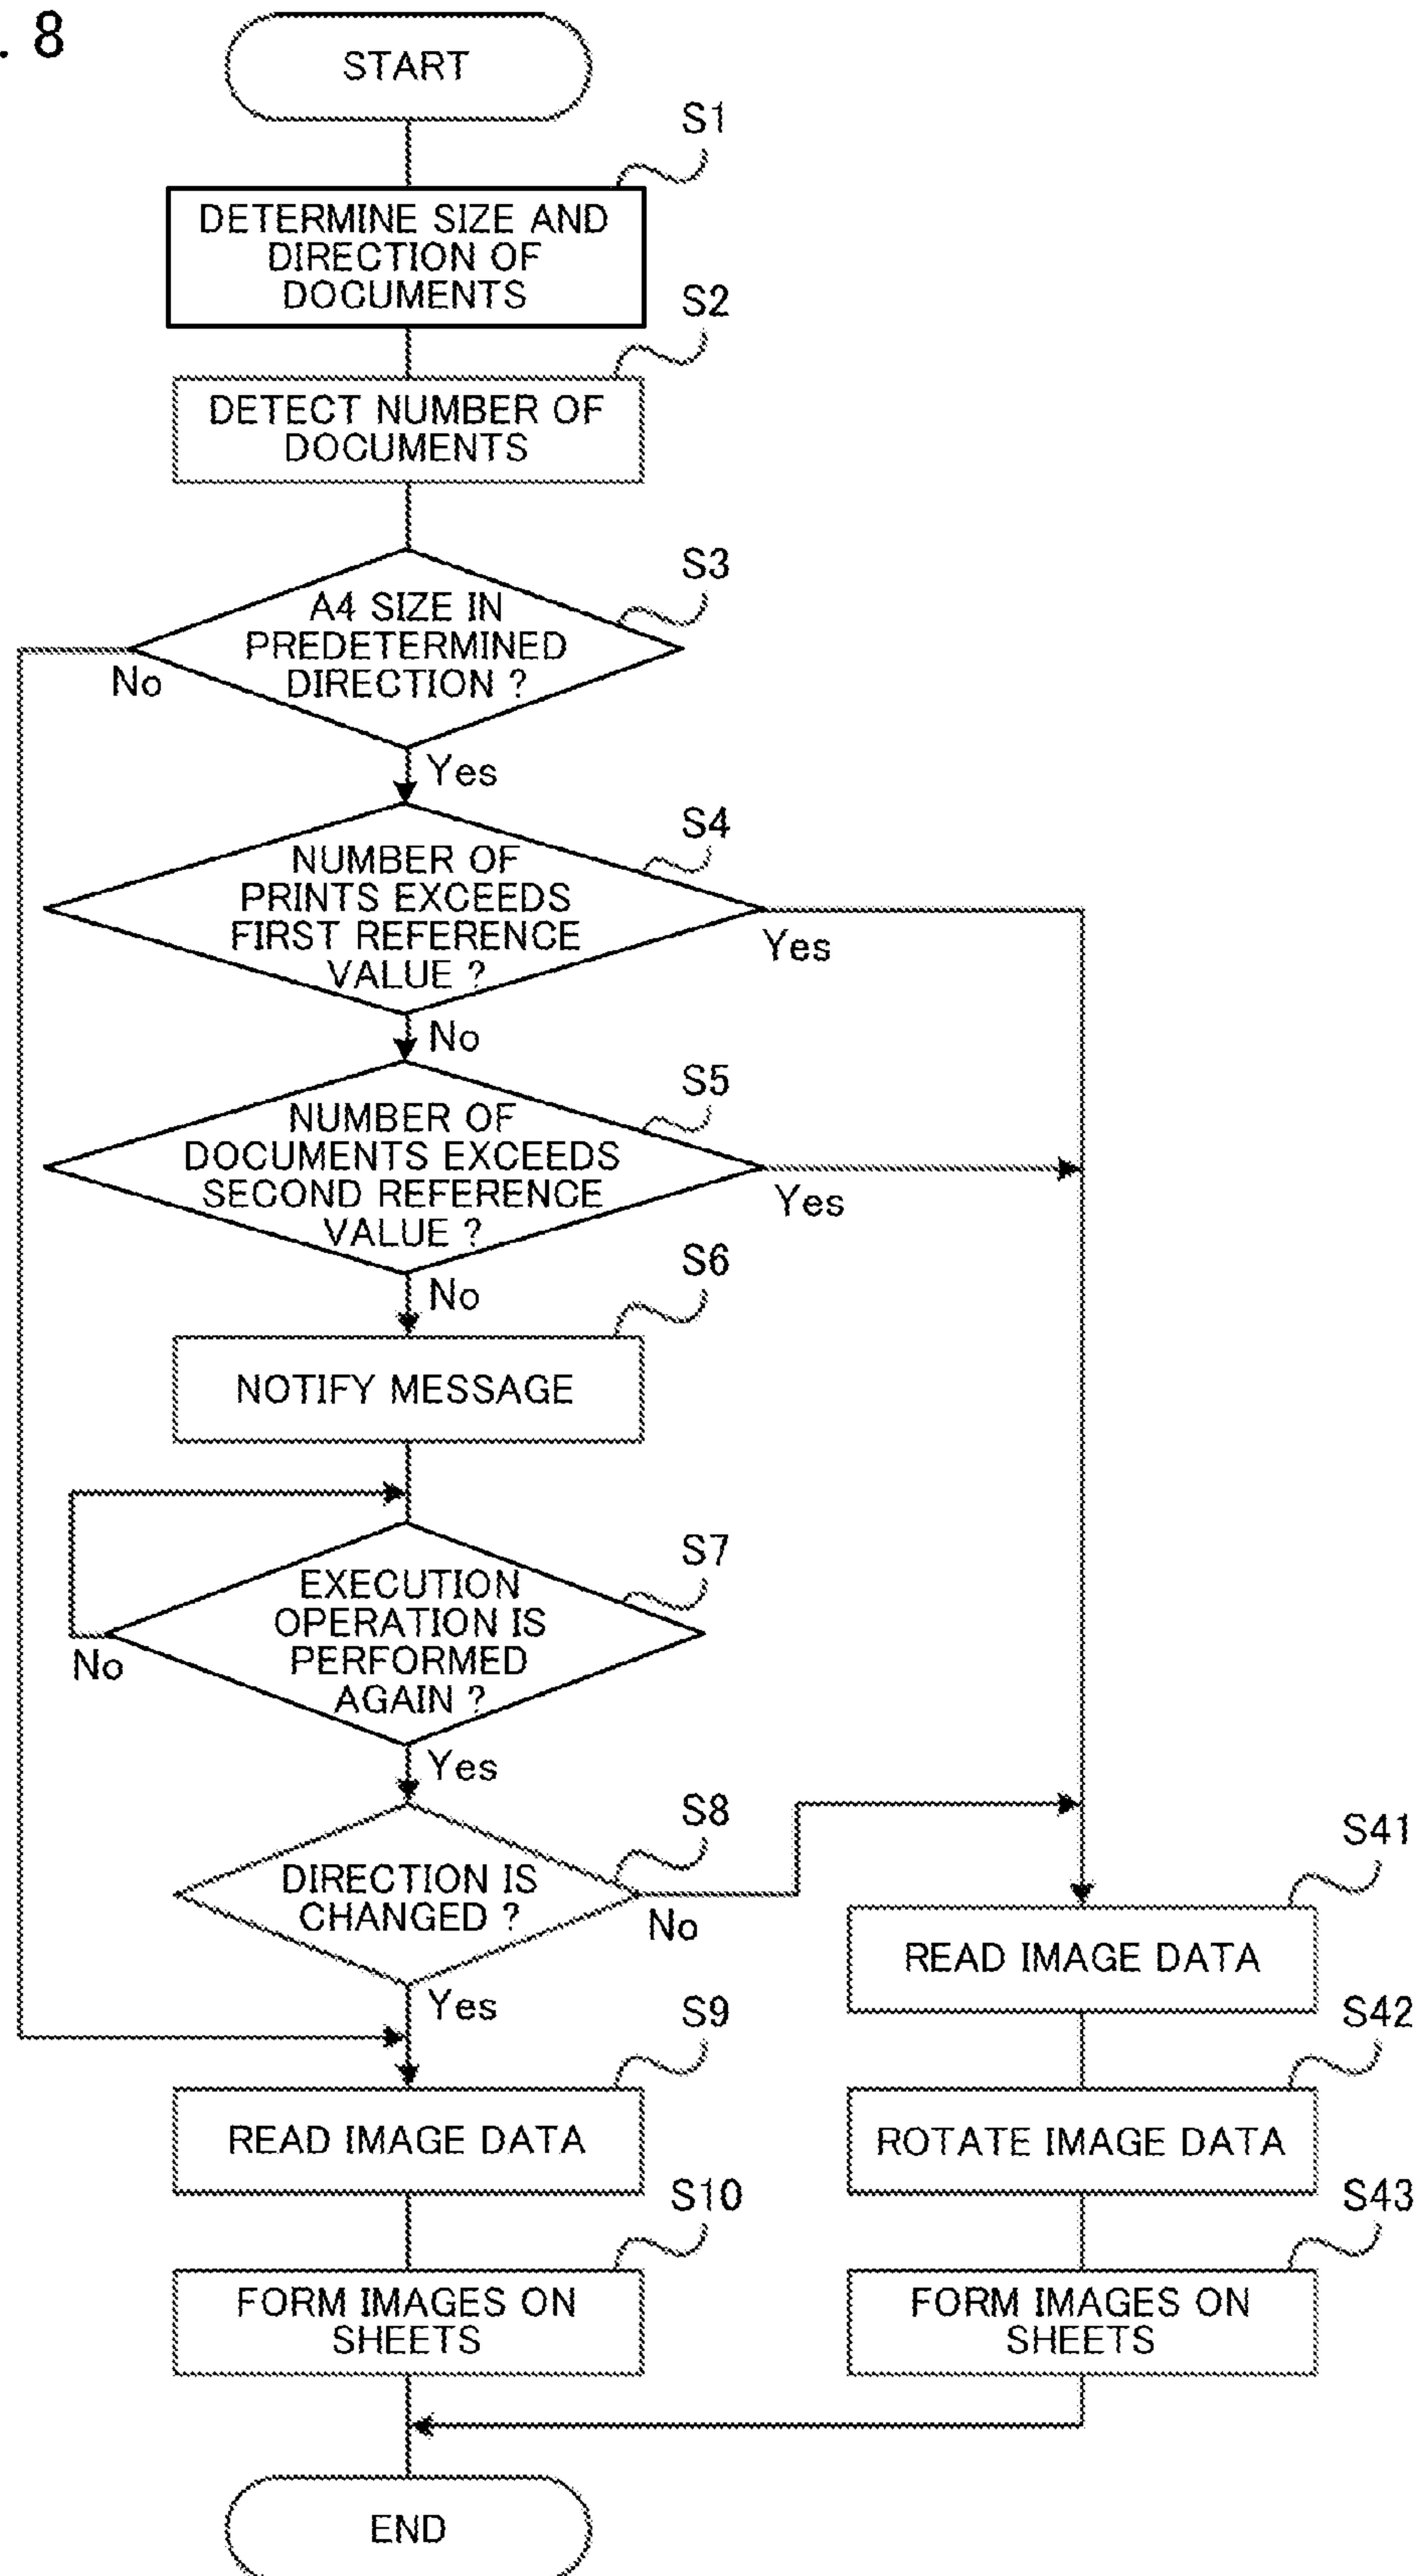 . 8
START
S1
DETERMINE SIZE AND
DIRECTION OF
DOCUMENTS
S2
DETECT NUMBER OF
DOCUMENTS
S3
A4 SIZE IN
PREDETERMINED
DIRECTION ?
No
Yes
S4
NUMBER OF
PRINTS EXCEEDS
FIRST REFERENCE
VALUE ?
Yes
No
S5
NUMBER OF
DOCUMENTS EXCEEDS
SECOND REFERENCE
VALUE ?
Yes
No
S6
NOTIFY MESSAGE
S7
EXECUTION
OPERATION IS
PERFORMED
AGAIN ?
No
Yes
S8
DIRECTION IS
CHANGED ?
No
Yes
S41
READ IMAGE DATA
S9
READ IMAGE DATA
S42
ROTATE IMAGE DATA
S10
FORM IMAGES ON
SHEETS
S43
FORM IMAGES ON
SHEETS
END